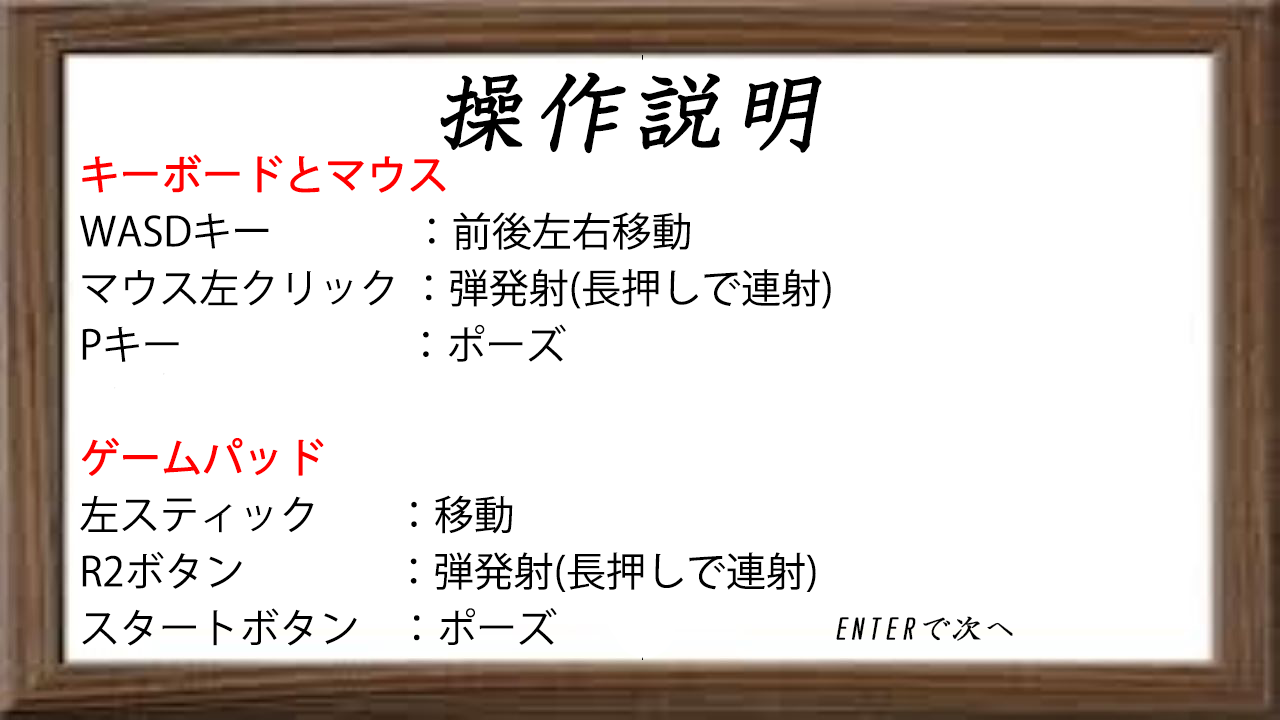 操作説明
キーボードとマウス
WASDキー：前後左右移動
マウス左クリック：弾発射(長押しで連射)
Pキー：ポーズ
ゲームパッド
左スティック：移動
R2ボタン：弾発射(長押しで連射)
スタートボタン：ポーズ
ENTERで次へ